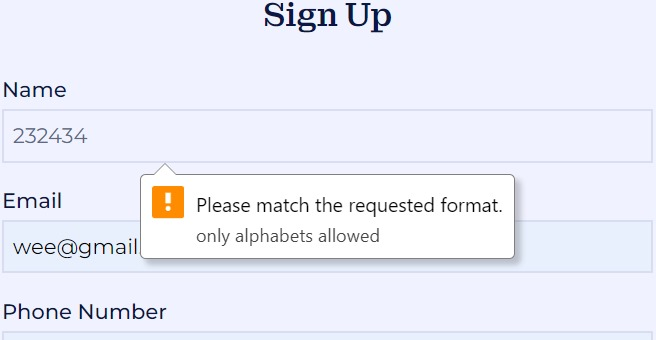 Sign Up
Name
232434
Please match the requested format.
only alphabets allowed
Email
wee@gmail.
Phone Number